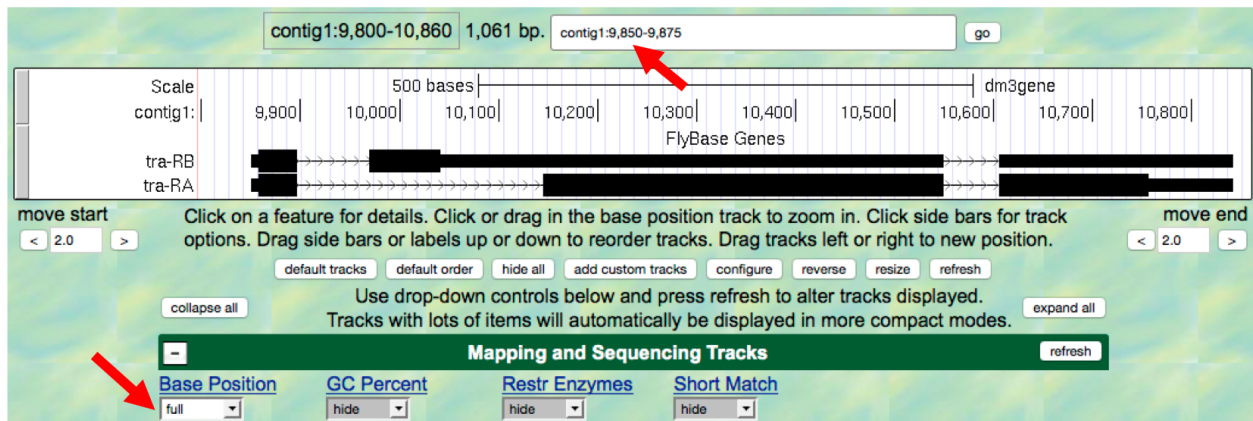 contig1:9,800-10,860 1,061 bp. contig1:9,850-9,875 go
Scale 500 bases dm3gene
contig1: 9,900 10,000 10,100 10,200 10,300 10,400 10,500 10,600 10,700 10,800
FlyBase Genes
tra-RB
tra-RA
move start Click on a feature for details. Click or drag in the base position track to zoom in. Click side bars for track move end
< 2.0 > options. Drag side bars or labels up or down to reorder tracks. Drag tracks left or right to new position. < 2.0 >
default tracks default order hide all add custom tracks configure reverse resize refresh
collapse all Use drop-down controls below and press refresh to alter tracks displayed. expand all
Tracks with lots of items will automatically be displayed in more compact modes.
- Mapping and Sequencing Tracks refresh
Base Position GC Percent Restr Enzymes Short Match
full hide hide hide